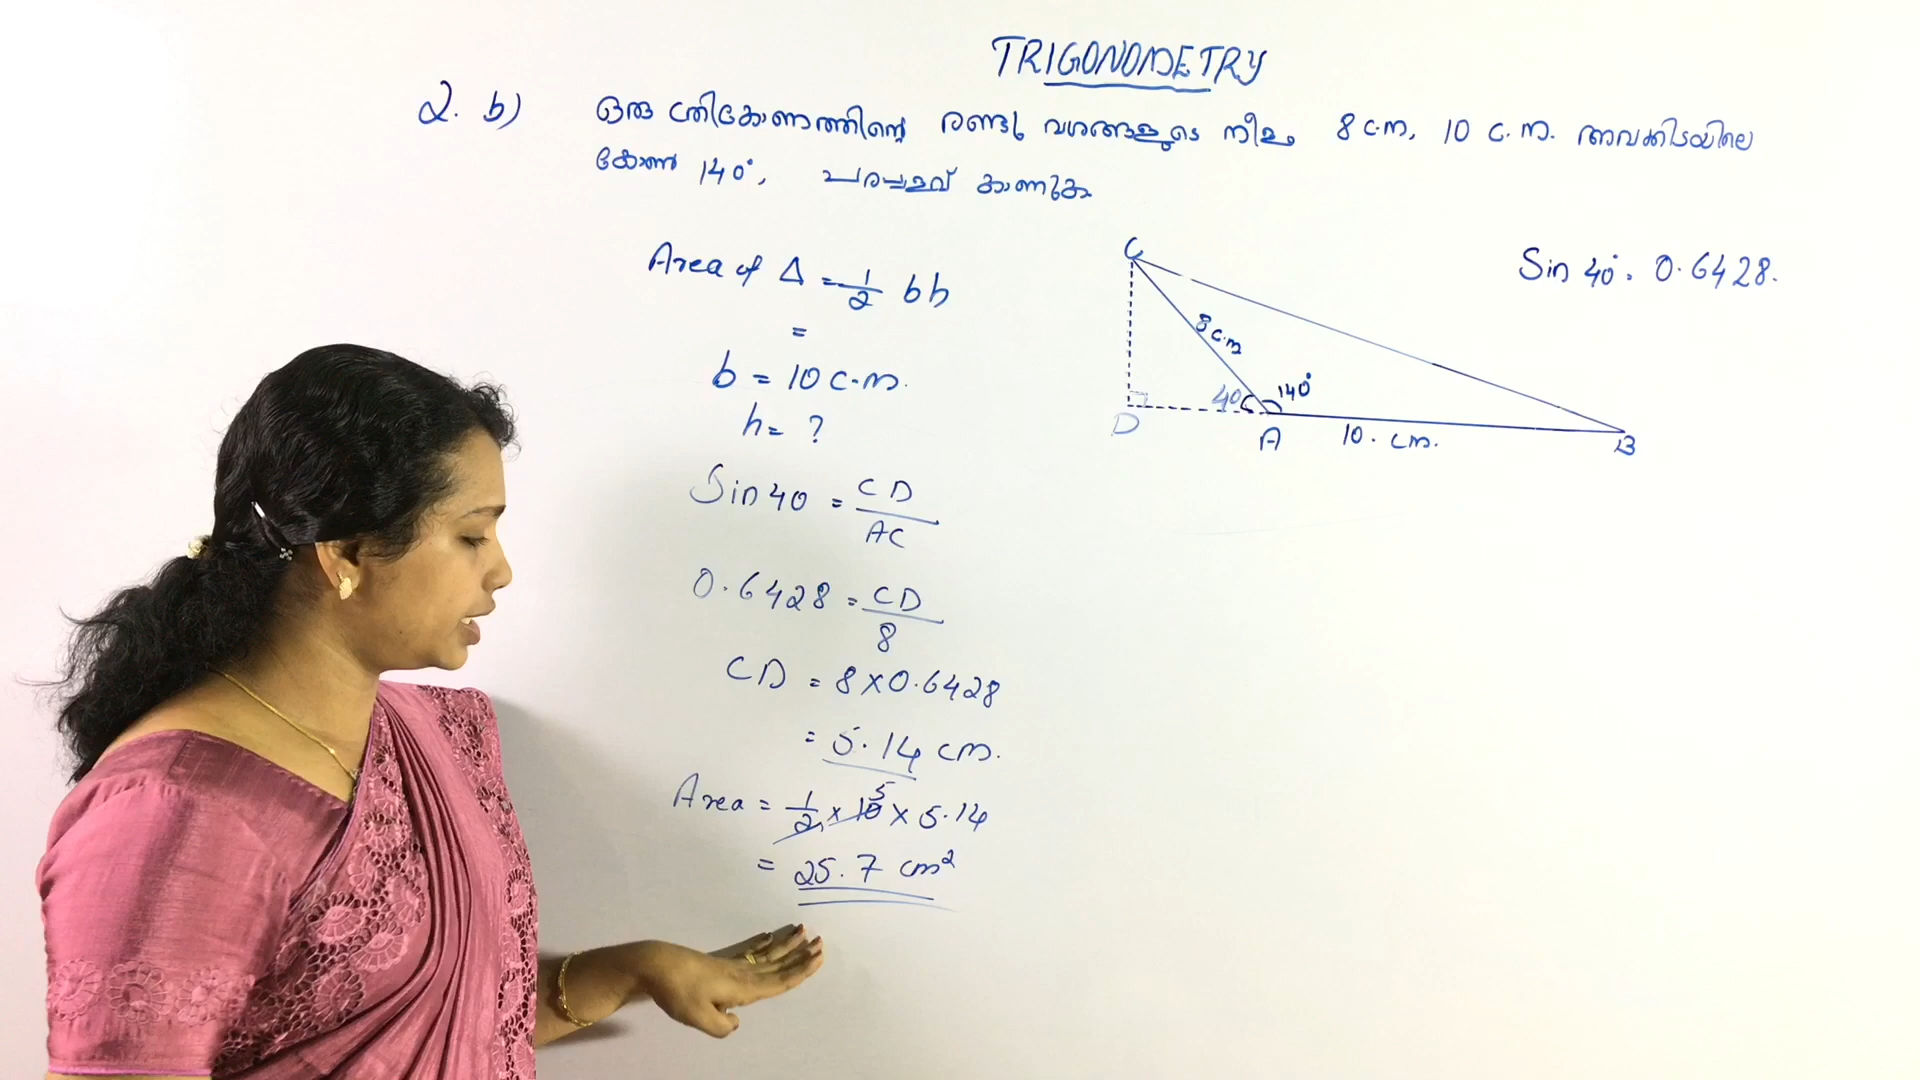 TRIGONOMETRY
2. b) ഒരു ത്രികോണത്തിന്റെ രണ്ടു വശങ്ങളുടെ നീളം 8 c.m, 10 c.m. അവക്കിടയിലെ
കോൺ 140°, പരപ്പളവ് കാണുക
Area of Δ = 1/2 bh
=
b = 10 c.m.
h = ?
Sin 40 = CD/AC
0.6428 = CD/8
CD = 8×0.6428
= 5.14 cm.
Area = 1/2 × 10 5 × 5.14
= 25.7 cm²
C
8 c.m
40 140°
D A 10. cm. B
Sin 40° = 0.6428.